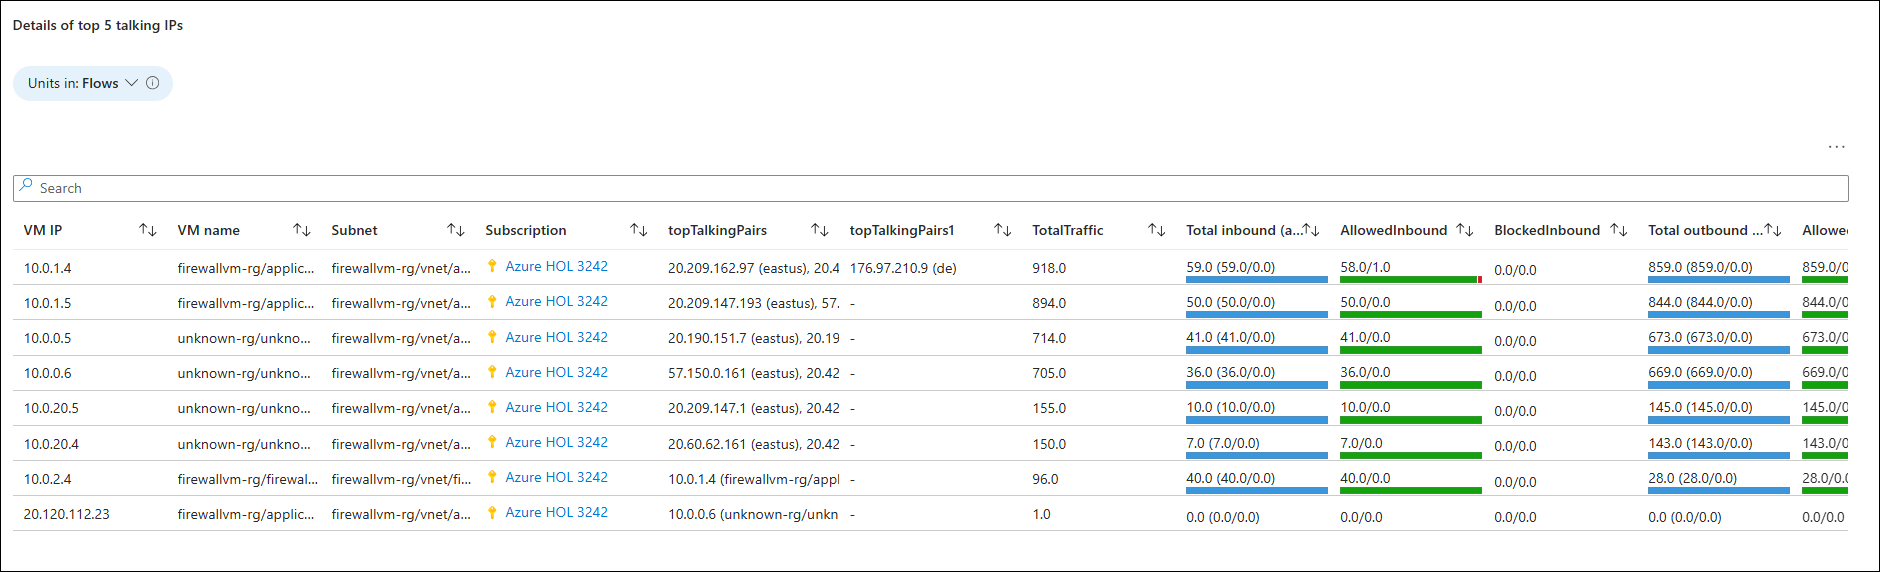 Details of top 5 talking IPs
Units in: Flows
...
Search
VM IP VM name Subnet Subscription topTalkingPairs topTalkingPairs1 TotalTraffic Total inbound (a... AllowedInbound BlockedInbound Total outbound ... Allowe
10.0.1.4 firewallvm-rg/applic... firewallvm-rg/vnet/a... Azure HOL 3242 20.209.162.97 (eastus), 20.4 176.97.210.9 (de) 918.0 59.0 (59.0/0.0) 58.0/1.0 0.0/0.0 859.0 (859.0/0.0) 859.0/0
10.0.1.5 firewallvm-rg/applic... firewallvm-rg/vnet/a... Azure HOL 3242 20.209.147.193 (eastus), 57. - 894.0 50.0 (50.0/0.0) 50.0/0.0 0.0/0.0 844.0 (844.0/0.0) 844.0/0
10.0.0.5 unknown-rg/unkno... firewallvm-rg/vnet/a... Azure HOL 3242 20.190.151.7 (eastus), 20.19 - 714.0 41.0 (41.0/0.0) 41.0/0.0 0.0/0.0 673.0 (673.0/0.0) 673.0/0
10.0.0.6 unknown-rg/unkno... firewallvm-rg/vnet/a... Azure HOL 3242 57.150.0.161 (eastus), 20.42 - 705.0 36.0 (36.0/0.0) 36.0/0.0 0.0/0.0 669.0 (669.0/0.0) 669.0/0
10.0.20.5 unknown-rg/unkno... firewallvm-rg/vnet/a... Azure HOL 3242 20.209.147.1 (eastus), 20.42 - 155.0 10.0 (10.0/0.0) 10.0/0.0 0.0/0.0 145.0 (145.0/0.0) 145.0/0
10.0.20.4 unknown-rg/unkno... firewallvm-rg/vnet/a... Azure HOL 3242 20.60.62.161 (eastus), 20.42 - 150.0 7.0 (7.0/0.0) 7.0/0.0 0.0/0.0 143.0 (143.0/0.0) 143.0/0
10.0.2.4 firewallvm-rg/firewal... firewallvm-rg/vnet/fi... Azure HOL 3242 10.0.1.4 (firewallvm-rg/appl - 96.0 40.0 (40.0/0.0) 40.0/0.0 0.0/0.0 28.0 (28.0/0.0) 28.0/0.
20.120.112.23 firewallvm-rg/applic... firewallvm-rg/vnet/a... Azure HOL 3242 10.0.0.6 (unknown-rg/unkn - 1.0 0.0 (0.0/0.0) 0.0/0.0 0.0/0.0 0.0 (0.0/0.0) 0.0/0.0